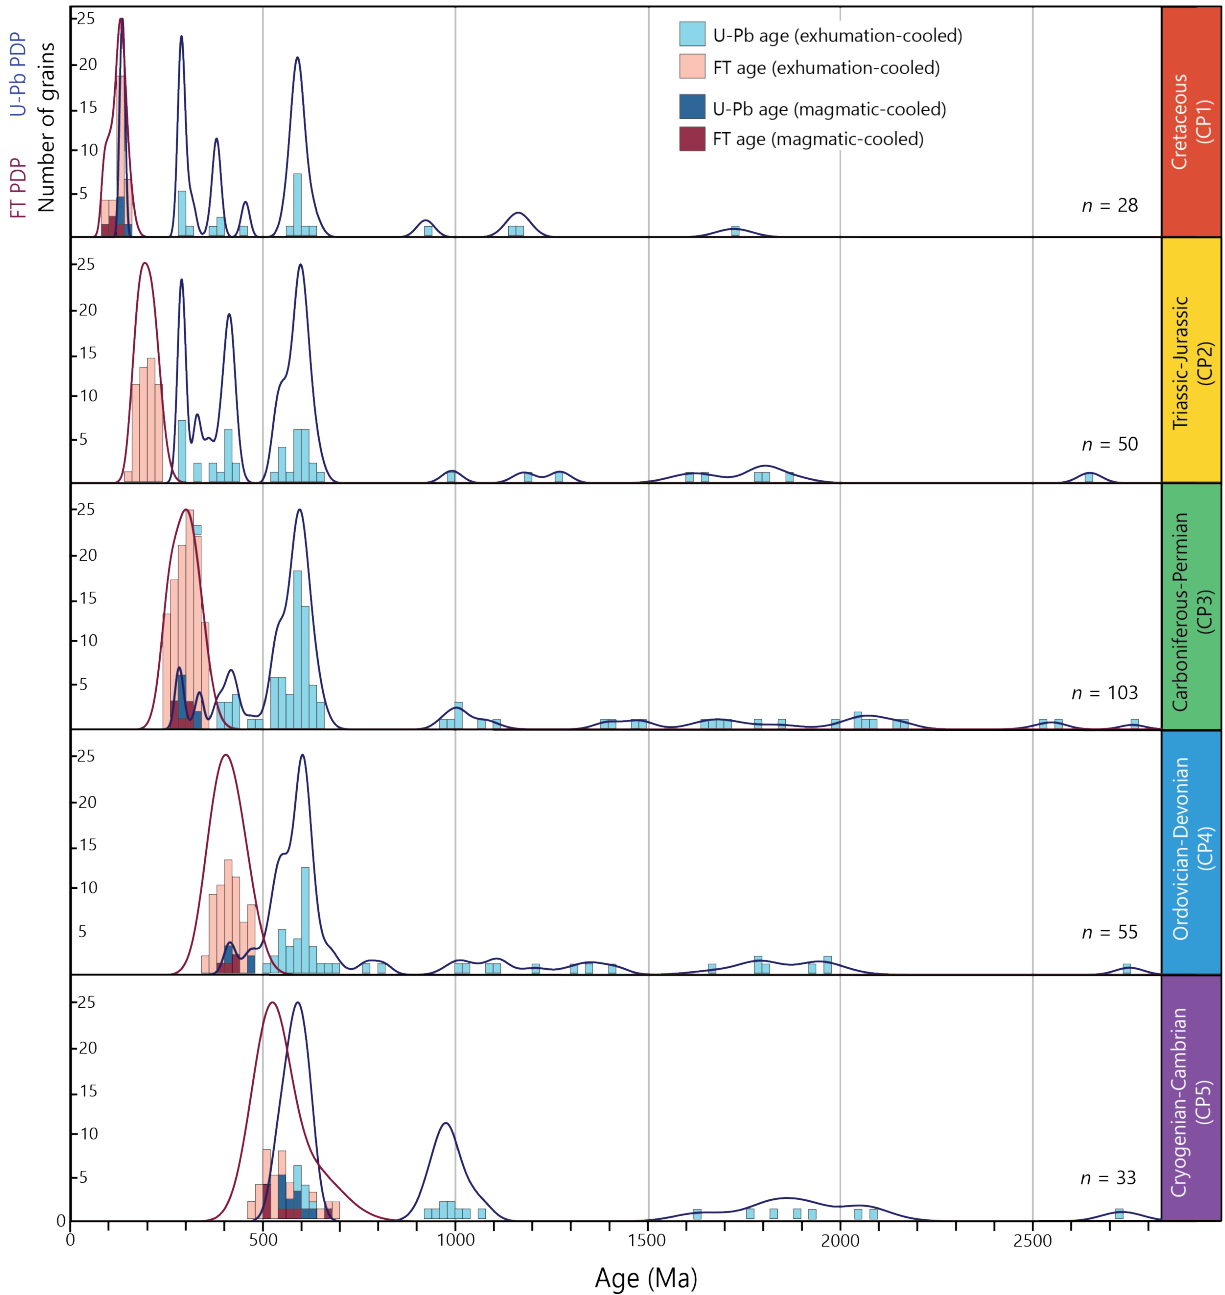 U-Pb PDP
FT PDP
Number of grains
U-Pb age (exhumation-cooled)
FT age (exhumation-cooled)
U-Pb age (magmatic-cooled)
FT age (magmatic-cooled)
25
20
15
10
5
n = 28
Cretaceous
(CP1)
25
20
15
10
5
n = 50
Triassic-Jurassic
(CP2)
25
20
15
10
5
n = 103
Carboniferous-Permian
(CP3)
25
20
15
10
5
n = 55
Ordovician-Devonian
(CP4)
25
20
15
10
5
0
n = 33
Cryogenian-Cambrian
(CP5)
0 500 1000 1500 2000 2500
Age (Ma)